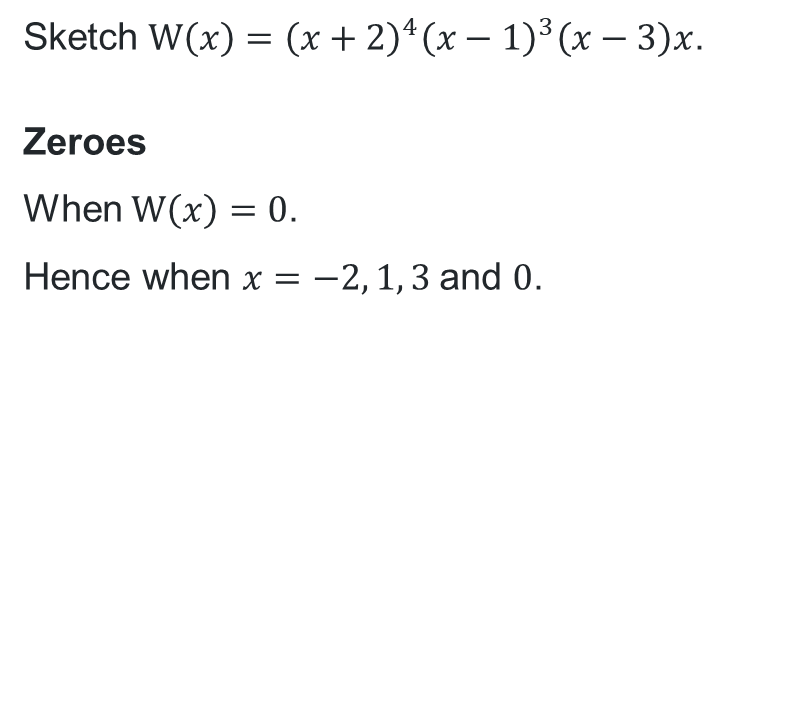 Sketch W(x) = (x + 2)⁴(x − 1)³(x − 3)x.
Zeroes
When W(x) = 0.
Hence when x = −2, 1, 3 and 0.